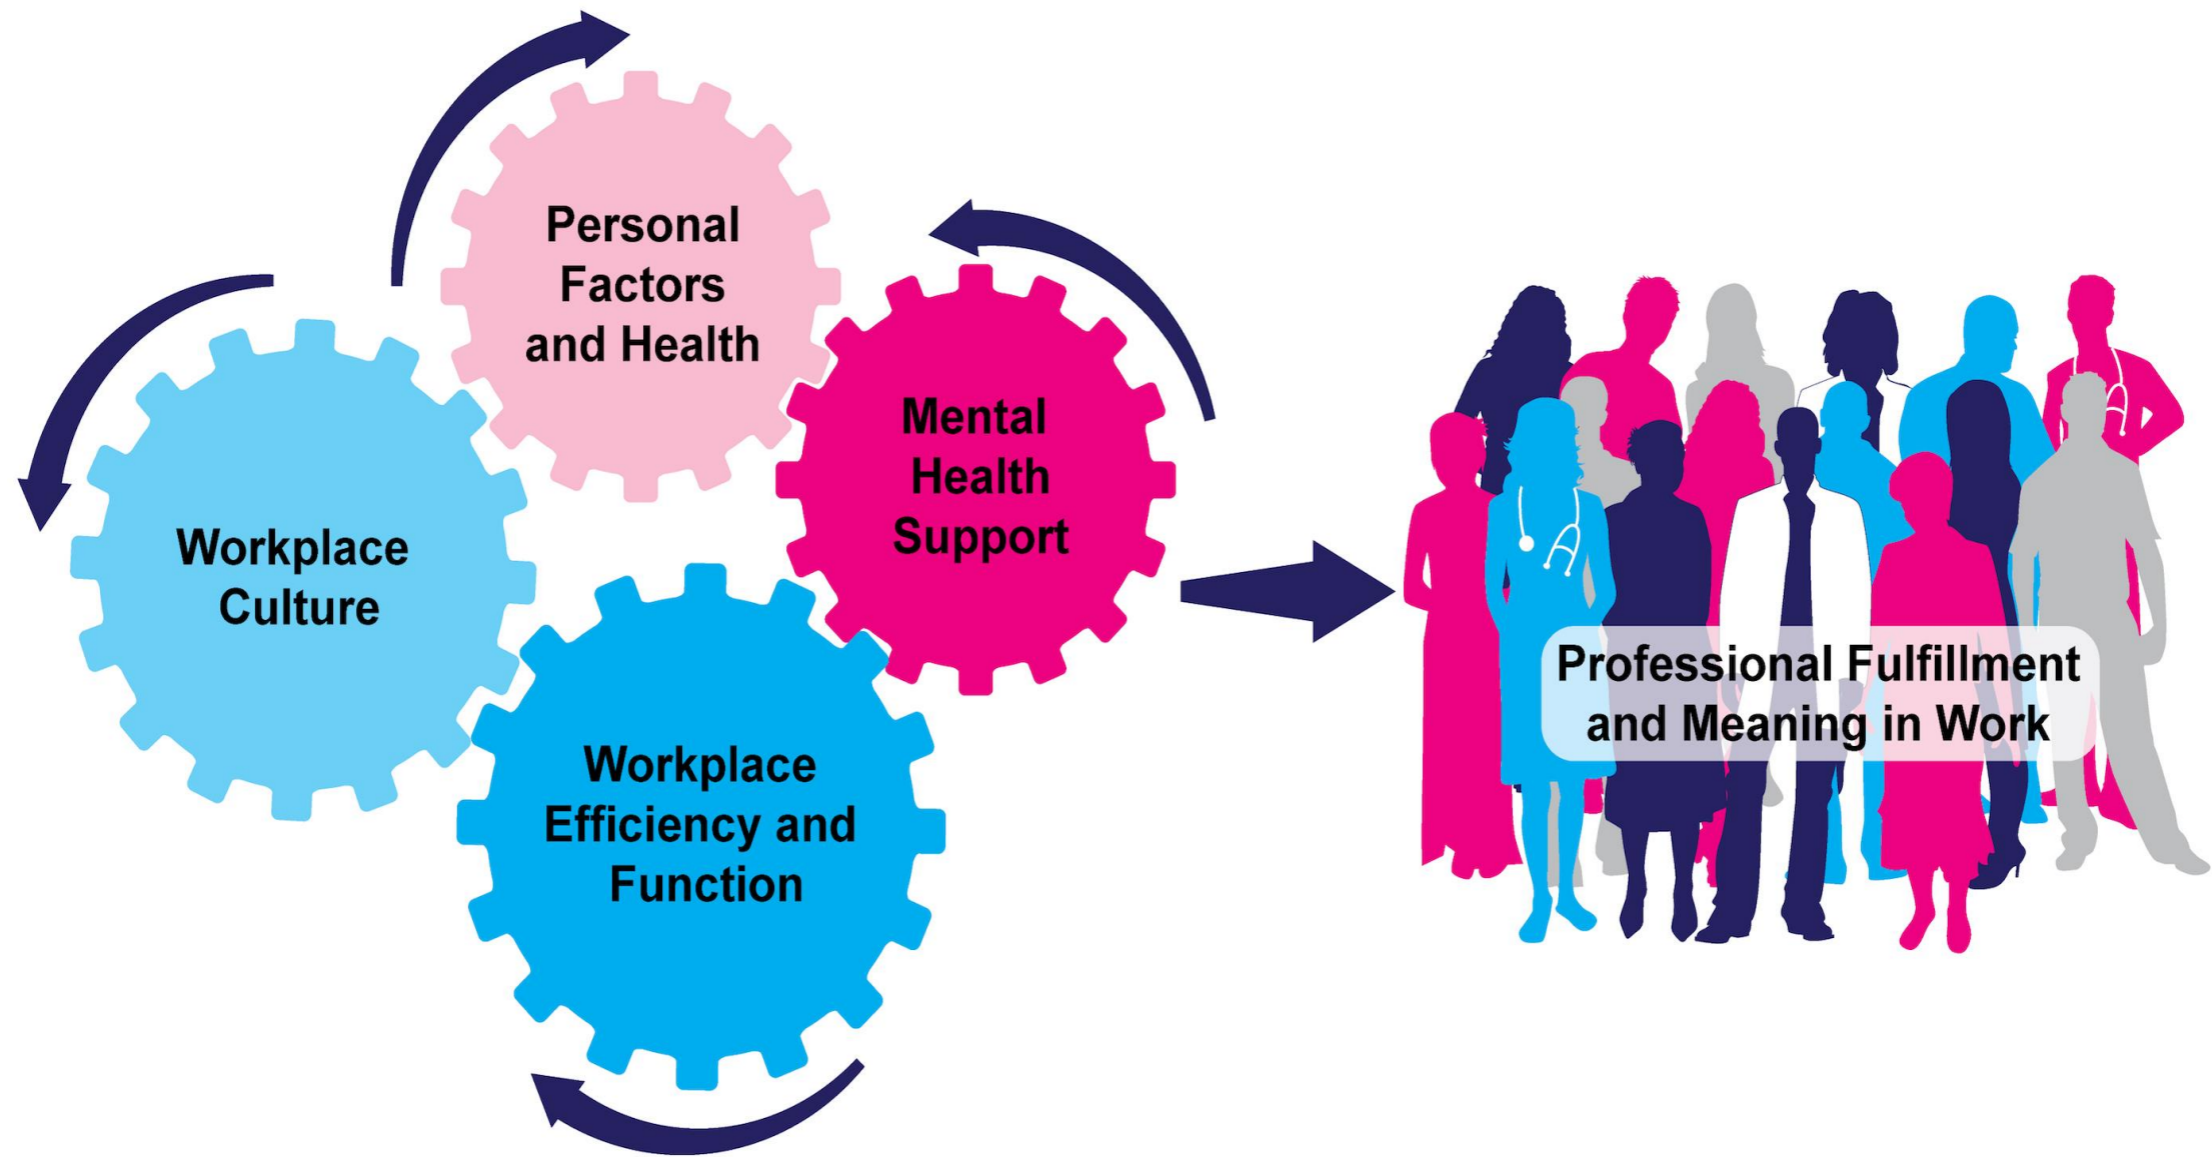 Personal
Factors
and Health
Mental
Health
Support
Workplace
Culture
Workplace
Efficiency and
Function
Professional Fulfillment
and Meaning in Work